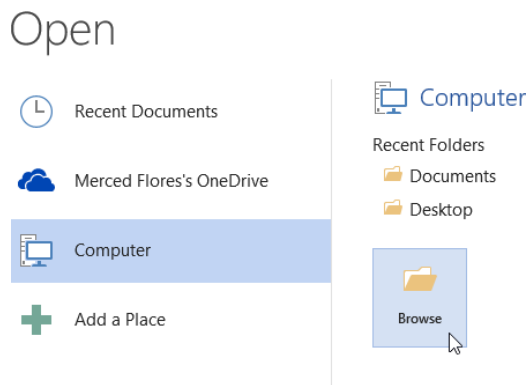 Open
Recent Documents
Merced Flores's OneDrive
Computer
Add a Place
Computer
Recent Folders
Documents
Desktop
Browse